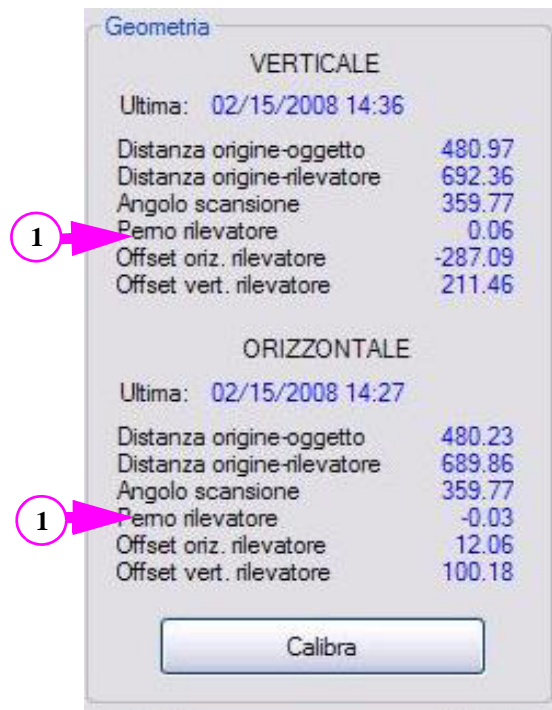 Geometria
VERTICALE
Ultima: 02/15/2008 14:36
Distanza origine-oggetto 480.97
Distanza origine-rilevatore 692.36
Angolo scansione 359.77
1 Perno rilevatore 0.06
Offset oriz. rilevatore -287.09
Offset vert. rilevatore 211.46
ORIZZONTALE
Ultima: 02/15/2008 14:27
Distanza origine-oggetto 480.23
Distanza origine-rilevatore 689.86
Angolo scansione 359.77
1 Perno rilevatore -0.03
Offset oriz. rilevatore 12.06
Offset vert. rilevatore 100.18
Calibra